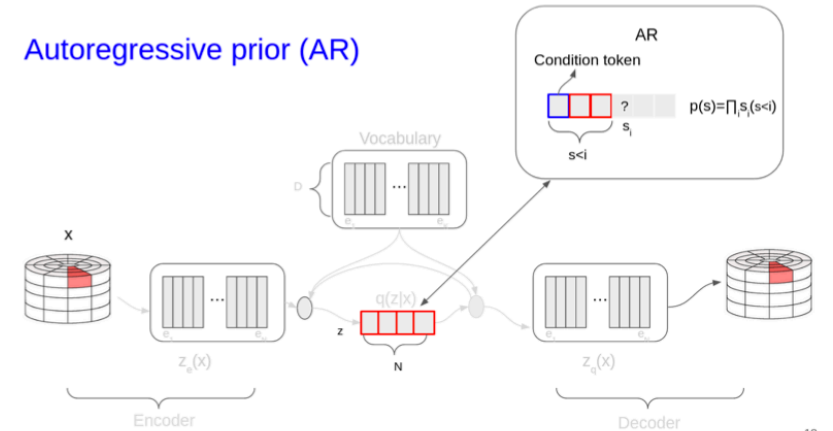 Autoregressive prior (AR)
AR
Condition token
?
p(s)=∏ᵢsᵢ(s<i)
sᵢ
s<i
Vocabulary
D
...
X
q(z|x)
...
...
z
N
zₑ(x)
z_q(x)
Encoder
Decoder